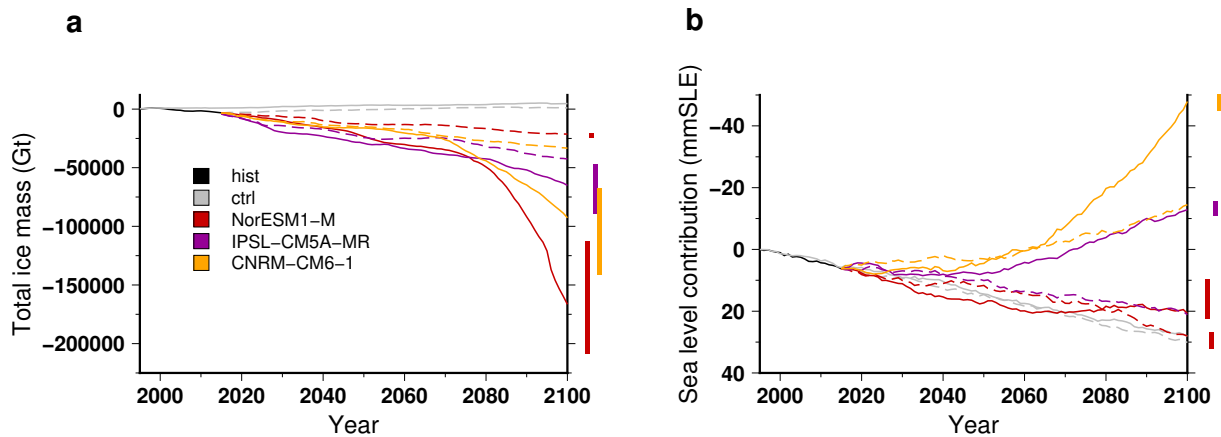 a
Total ice mass (Gt)
0
−50000
−100000
−150000
−200000
hist
ctrl
NorESM1−M
IPSL−CM5A−MR
CNRM−CM6−1
2000 2020 2040 2060 2080 2100
Year
b
Sea level contribution (mmSLE)
−40
−20
0
20
40
2000 2020 2040 2060 2080 2100
Year